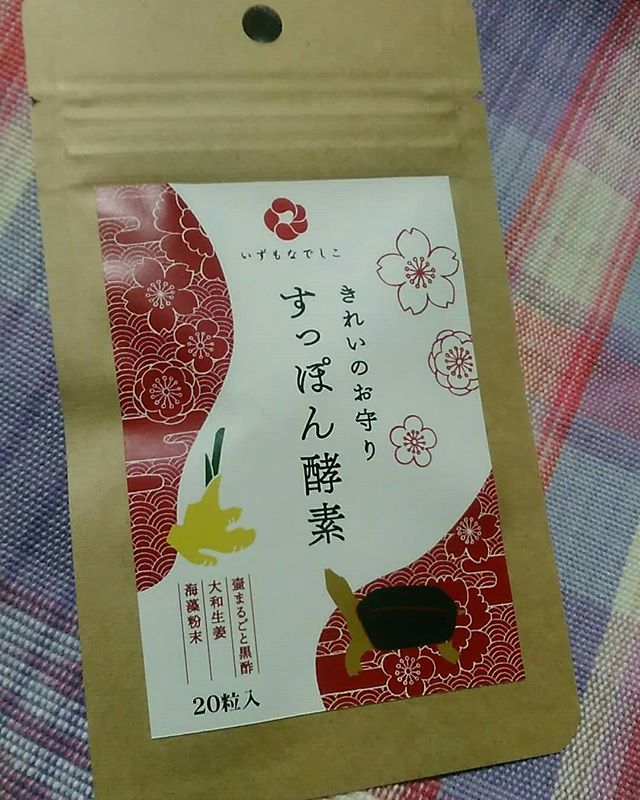 いずもなでしこ
きれいのお守り
すっぽん酵素
壺まるごと黒酢
大和生姜
海藻粉末
20粒入